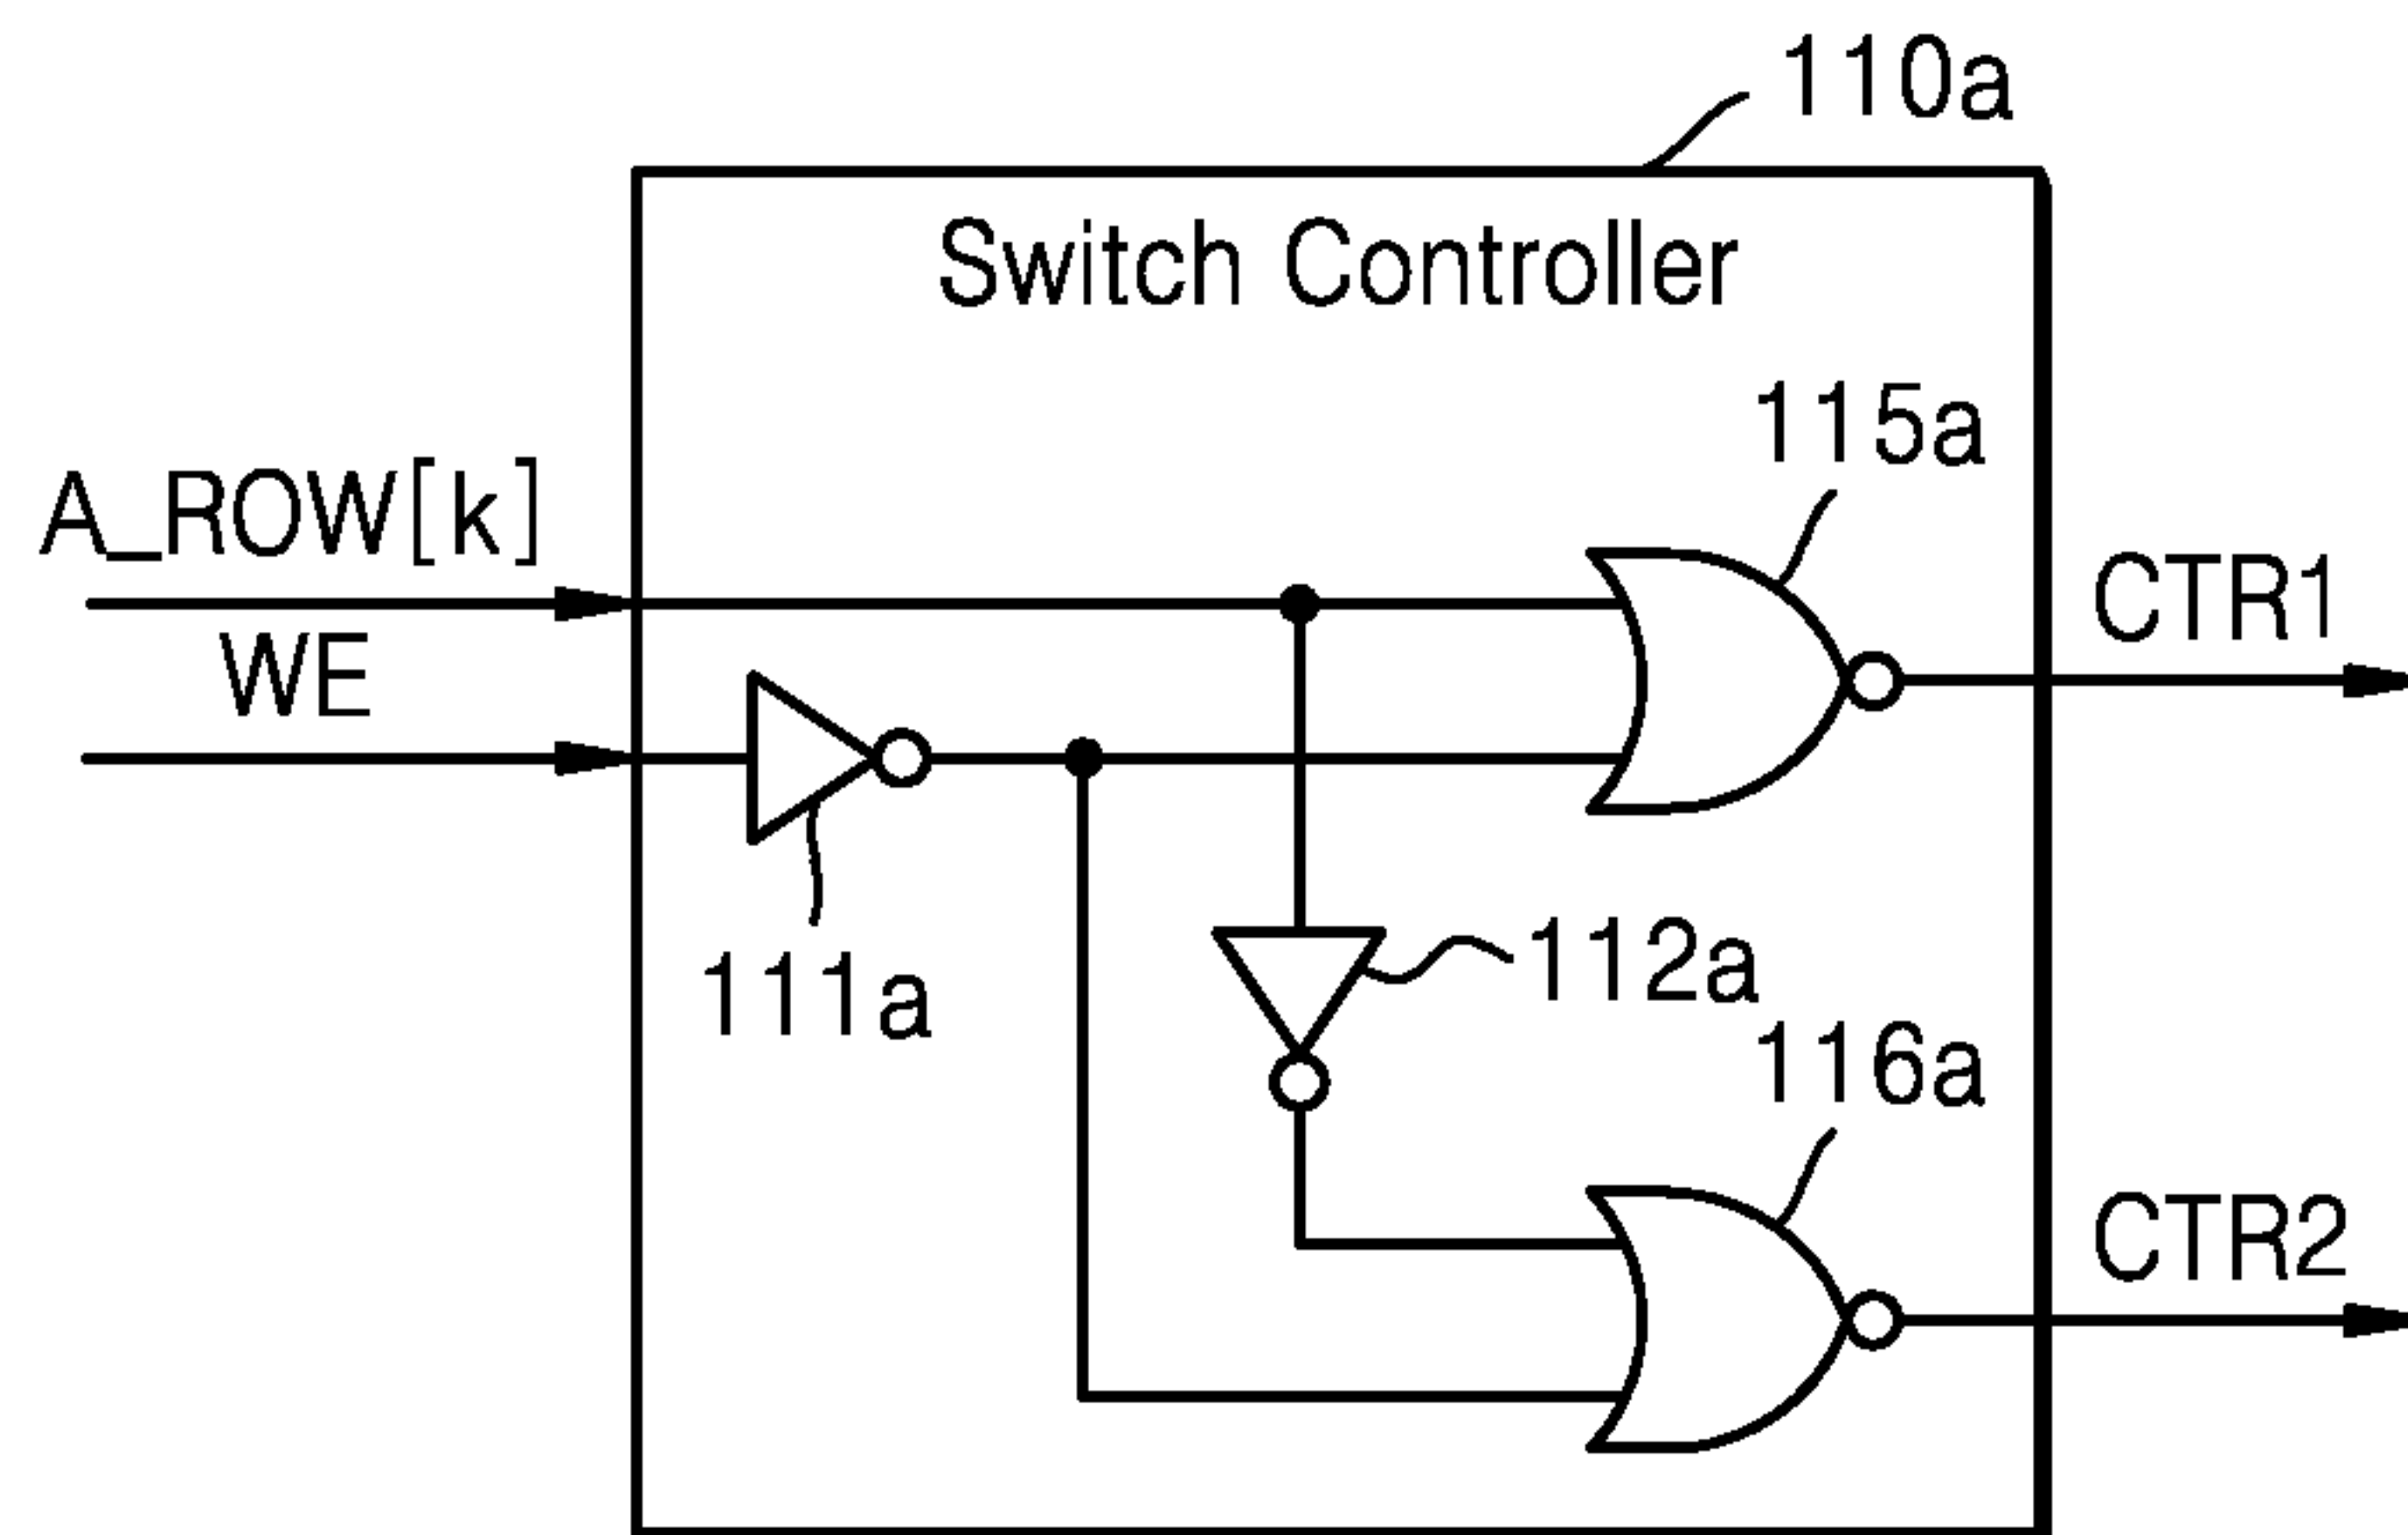 110a
Switch Controller
115a
A_ROW[k]
CTR1
WE
112a
111a
116a
CTR2